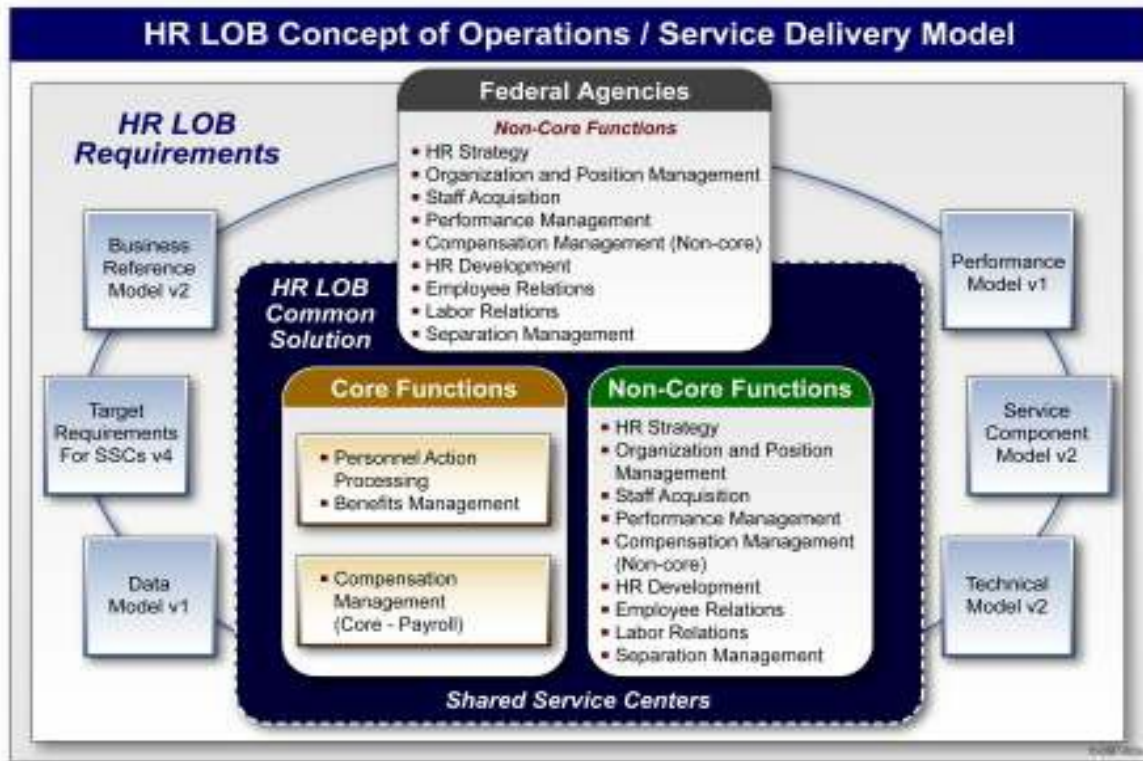 HR LOB Concept of Operations / Service Delivery Model
HR LOB
Requirements
Federal Agencies
Non-Core Functions
▪ HR Strategy
▪ Organization and Position Management
▪ Staff Acquisition
▪ Performance Management
▪ Compensation Management (Non-core)
▪ HR Development
▪ Employee Relations
▪ Labor Relations
▪ Separation Management
Business
Reference
Model v2
Target
Requirements
For SSCs v4
Data
Model v1
HR LOB
Common
Solution
Core Functions
▪ Personnel Action
Processing
▪ Benefits Management
▪ Compensation
Management
(Core - Payroll)
Non-Core Functions
▪ HR Strategy
▪ Organization and Position
Management
▪ Staff Acquisition
▪ Performance Management
▪ Compensation Management
(Non-core)
▪ HR Development
▪ Employee Relations
▪ Labor Relations
▪ Separation Management
Shared Service Centers
Performance
Model v1
Service
Component
Model v2
Technical
Model v2